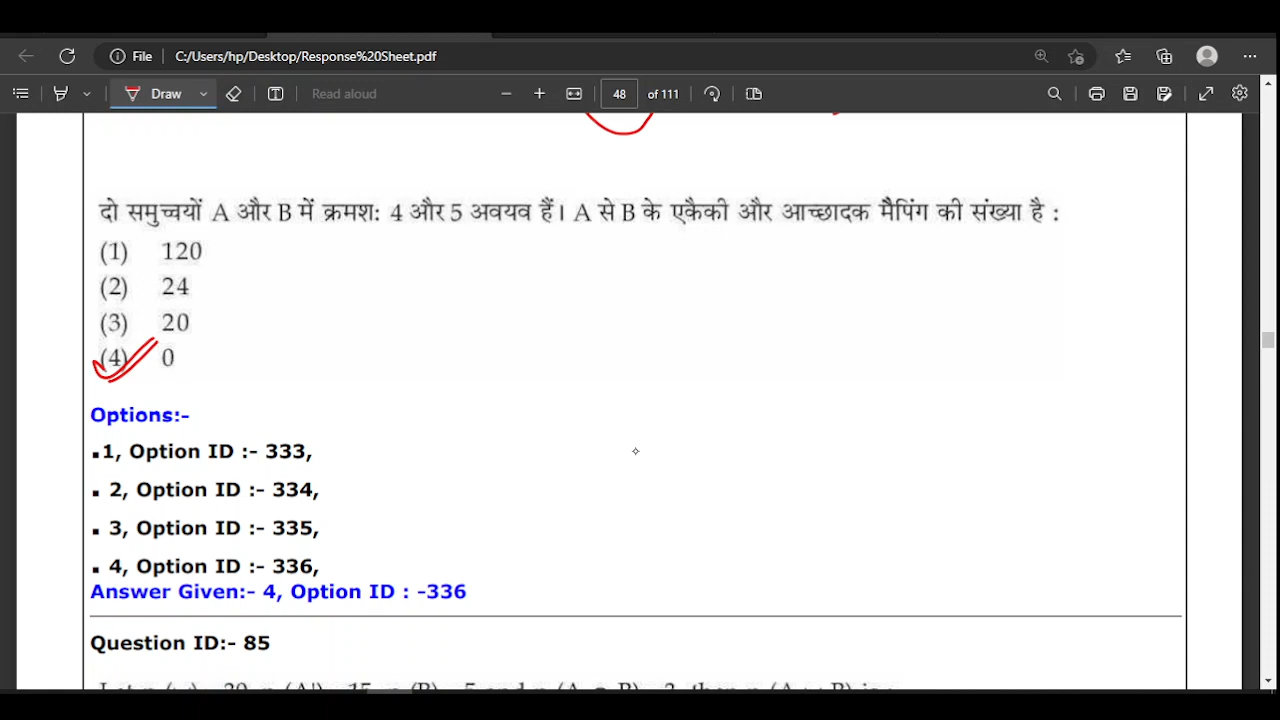 File C:/Users/hp/Desktop/Response%20Sheet.pdf
Draw Read aloud 48 of 111
दो समुच्चयों A और B में क्रमश: 4 और 5 अवयव हैं। A से B के एकैकी और आच्छादक मैपिंग की संख्या है :
(1) 120
(2) 24
(3) 20
(4) 0
Options:-
1, Option ID :- 333,
2, Option ID :- 334,
3, Option ID :- 335,
4, Option ID :- 336,
Answer Given:- 4, Option ID : -336
Question ID:- 85